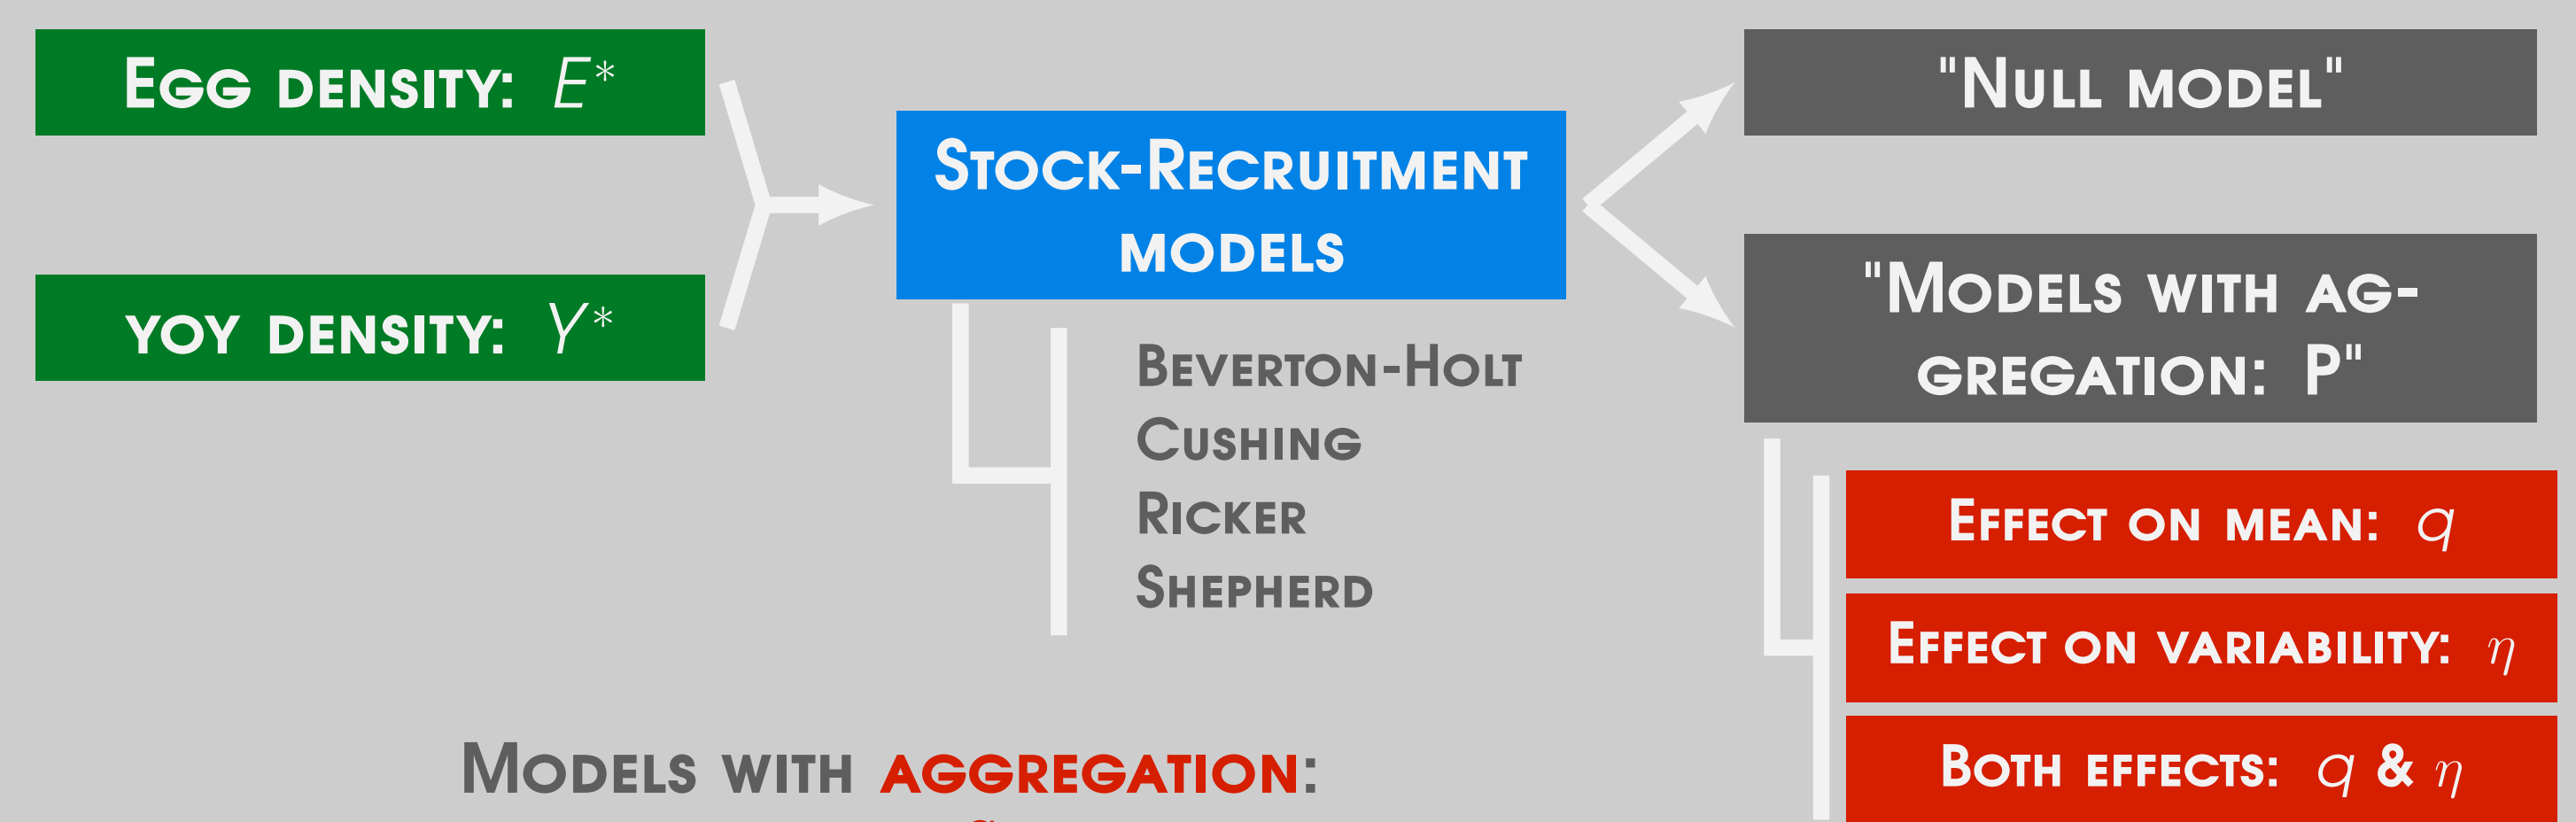 Egg density: E*
yoy density: Y*
Stock-Recruitment
models
Beverton-Holt
Cushing
Ricker
Shepherd
"Null model"
"Models with ag-
gregation: P"
Effect on mean: q
Effect on variability: η
Both effects: q & η
Models with aggregation: